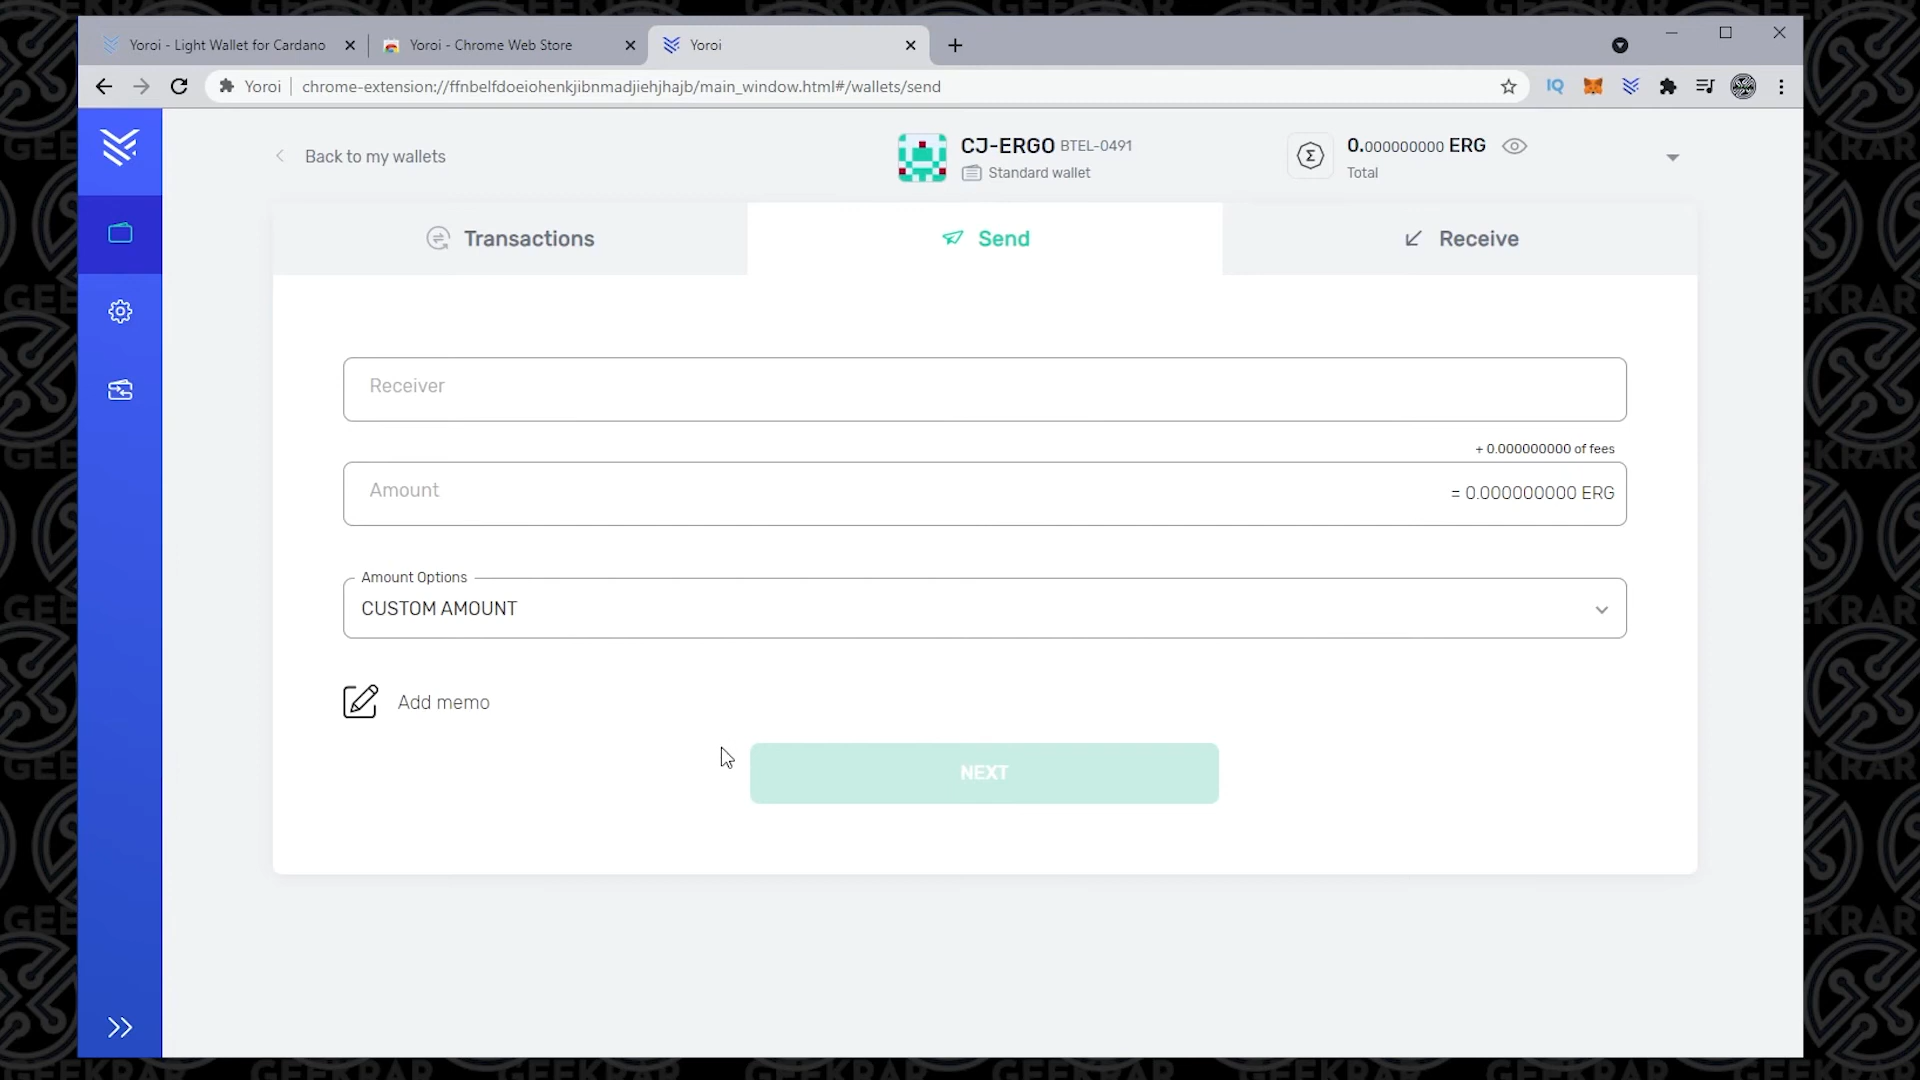 Yoroi - Light Wallet for Cardano
Yoroi - Chrome Web Store
Yoroi
Yoroi
chrome-extension://ffnbelfdoeiohenkjibnmadjiehjhajb/main_window.html#/wallets/send
IQ
Back to my wallets
CJ-ERGO BTEL-0491
Standard wallet
0.000000000 ERG
Total
Transactions
Send
Receive
Receiver
+ 0.000000000 of fees
Amount
= 0.000000000 ERG
Amount Options
CUSTOM AMOUNT
Add memo
NEXT